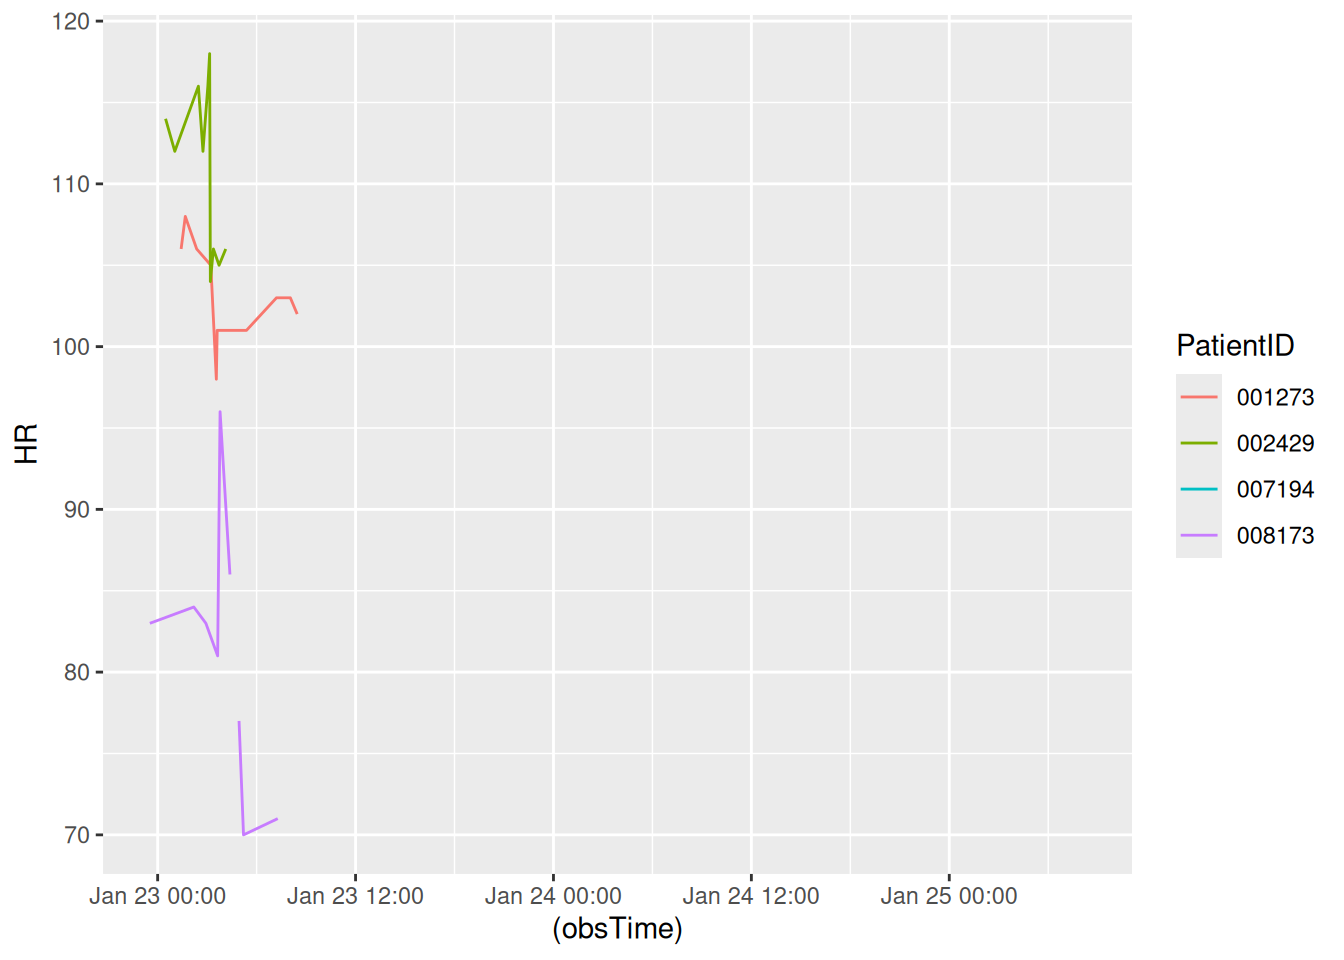 120
110
100
90
80
70
HR
Jan 23 00:00
Jan 23 12:00
Jan 24 00:00
Jan 24 12:00
Jan 25 00:00
(obsTime)
PatientID
001273
002429
007194
008173